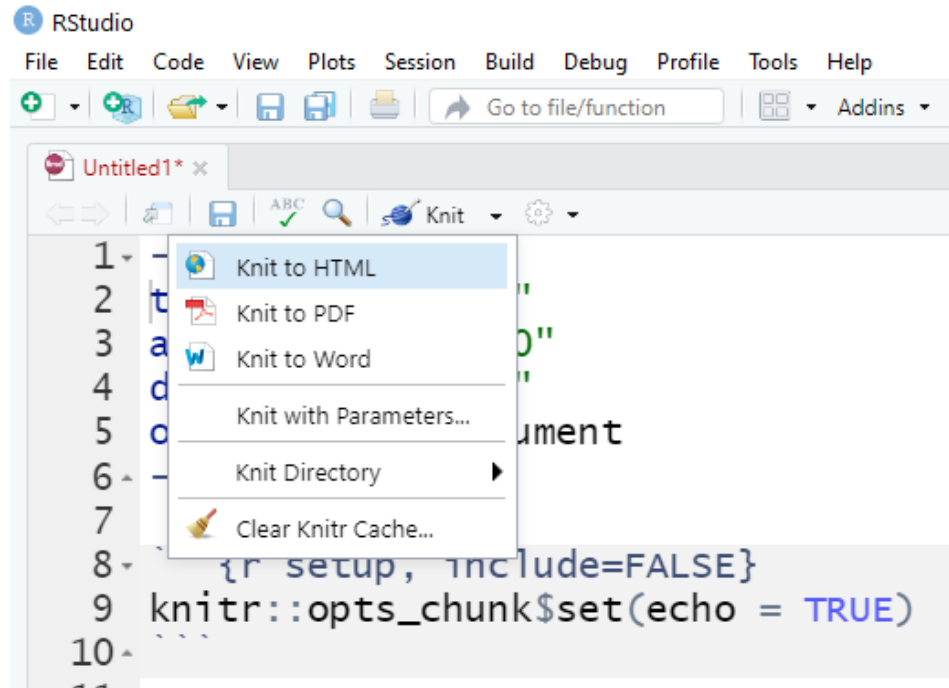 RStudio
File Edit Code View Plots Session Build Debug Profile Tools Help
Go to file/function Addins
Untitled1*
ABC Knit
Knit to HTML
Knit to PDF
Knit to Word
Knit with Parameters...
Knit Directory
Clear Knitr Cache...
1 -
2 t "
3 a 0"
4 d "
5 o ument
6 -
7
8 ` {r setup, include=FALSE}
9 knitr::opts_chunk$set(echo = TRUE)
10 ```